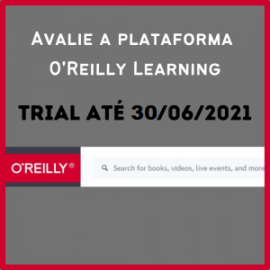 Avalie a plataforma
O'Reilly Learning
TRIAL ATÉ 30/06/2021
O'REILLY®
Search for books, videos, live events, and more